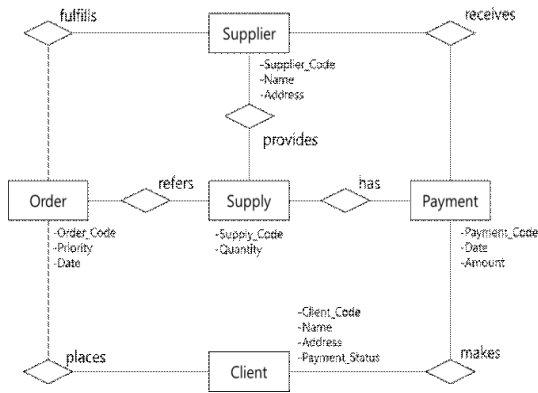 fulfills
receives
Supplier
-Supplier_Code
-Name
-Address
provides
refers
has
Order
Supply
Payment
-Order_Code
-Priority
-Date
-Supply_Code
-Quantity
-Payment_Code
-Date
-Amount
-Client_Code
-Name
-Address
-Payment_Status
places
makes
Client